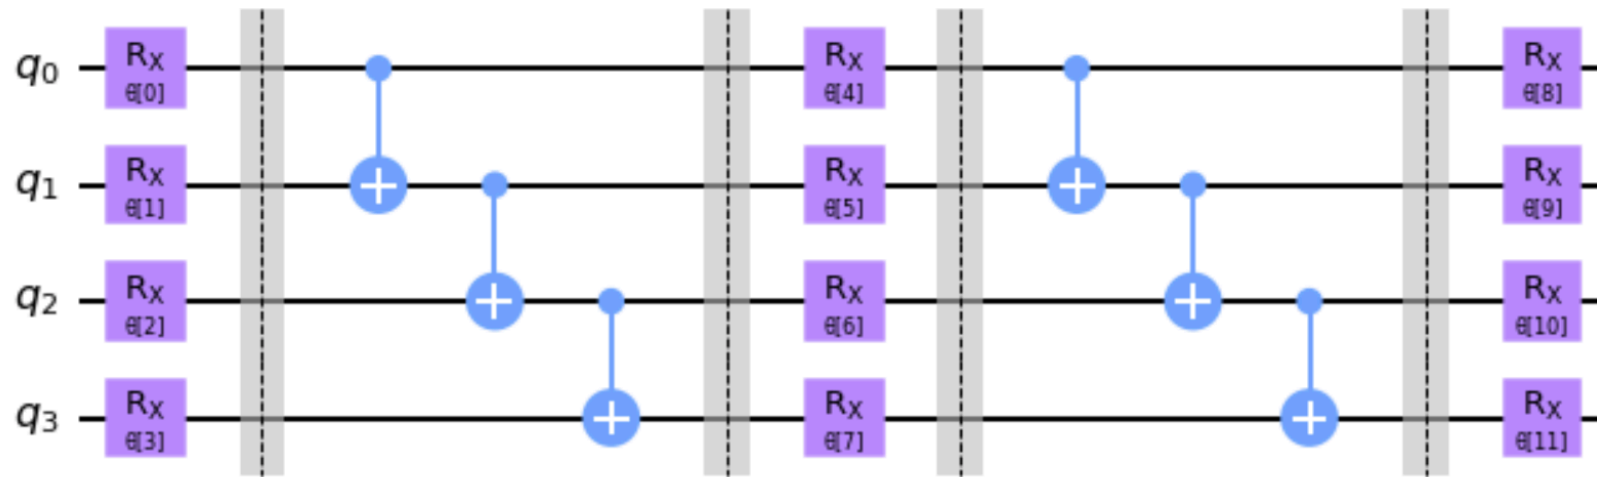 q0 RX θ[0] RX θ[4] RX θ[8]
q1 RX θ[1] RX θ[5] RX θ[9]
q2 RX θ[2] RX θ[6] RX θ[10]
q3 RX θ[3] RX θ[7] RX θ[11]